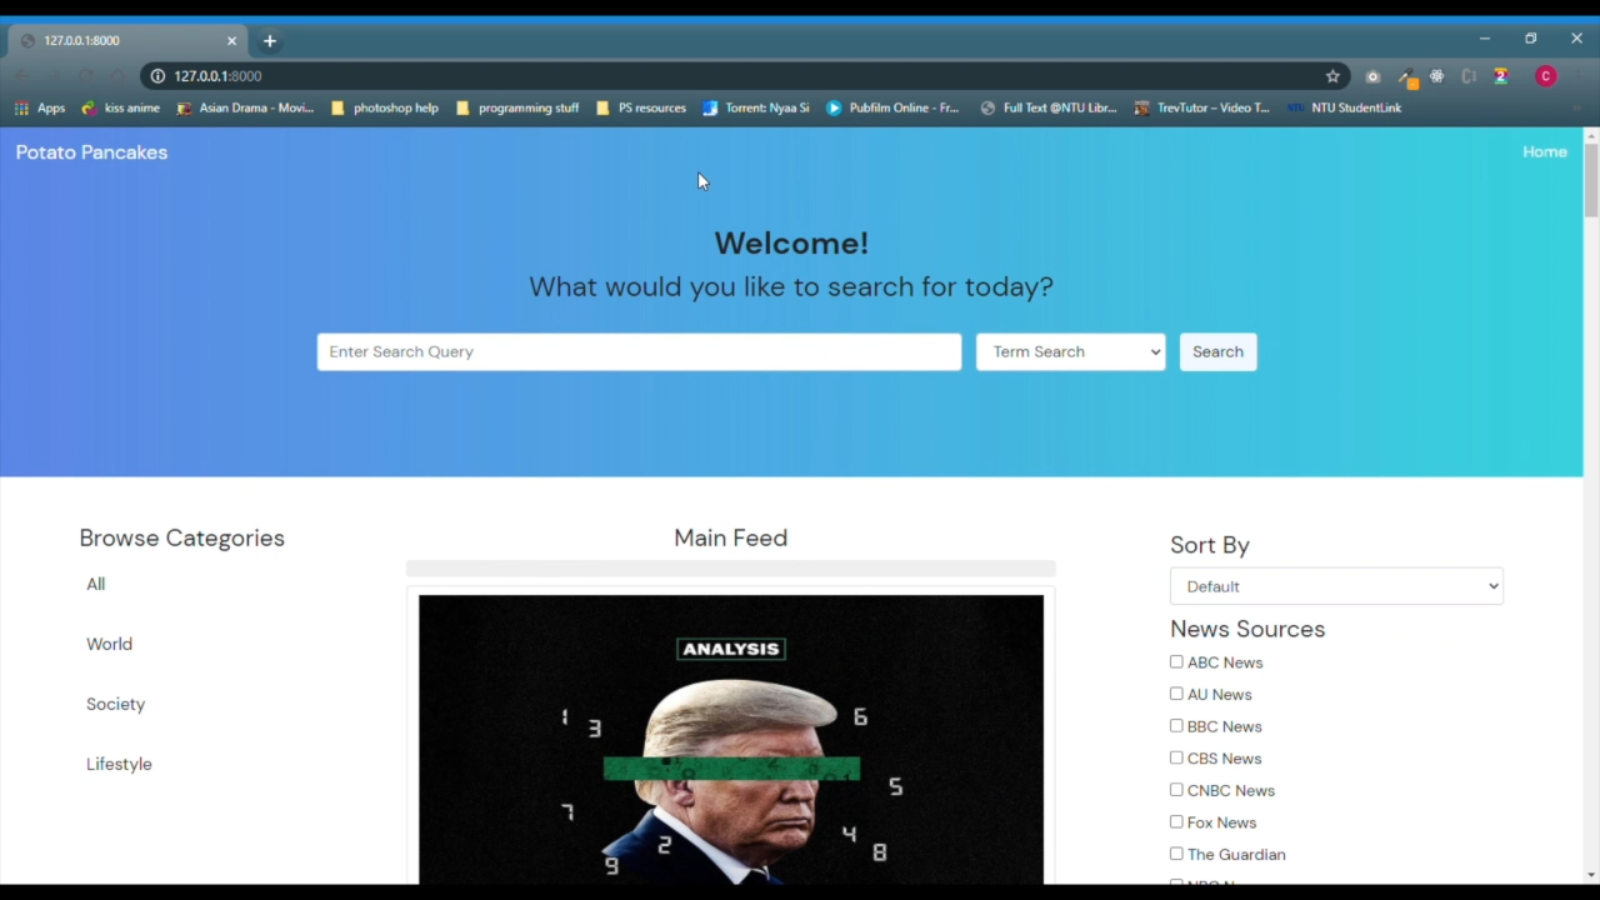 127.0.0.1:8000
127.0.0.1:8000
C
Apps kiss anime Asian Drama - Movi... photoshop help programming stuff PS resources Torrent: Nyaa Si Pubfilm Online - Fr... Full Text @NTU Libr... TrevTutor – Video T... NTU NTU StudentLink
Potato Pancakes
Home
Welcome!
What would you like to search for today?
Enter Search Query
Term Search
Search
Browse Categories
All
World
Society
Lifestyle
Main Feed
ANALYSIS
1 3 6
5
7
2 4
9 8
Sort By
Default
News Sources
ABC News
AU News
BBC News
CBS News
CNBC News
Fox News
The Guardian